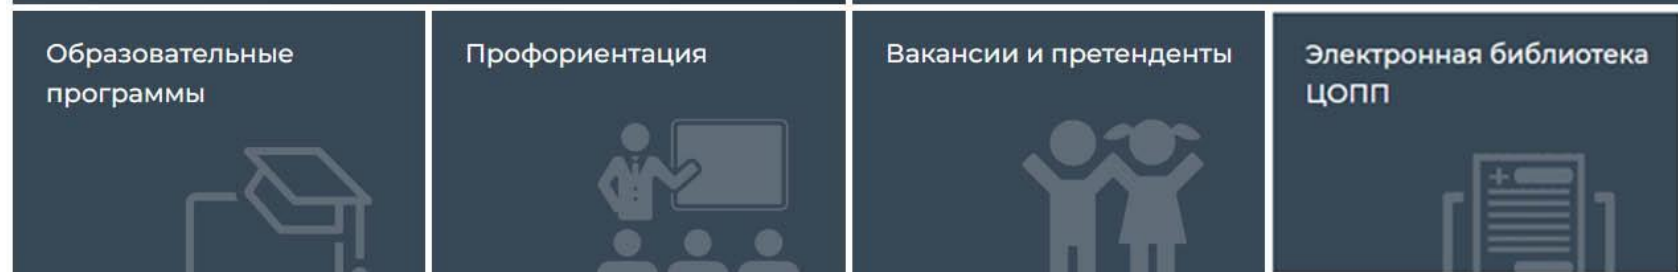 Образовательные
программы
Профориентация
Вакансии и претенденты
Электронная библиотека
ЦОПП